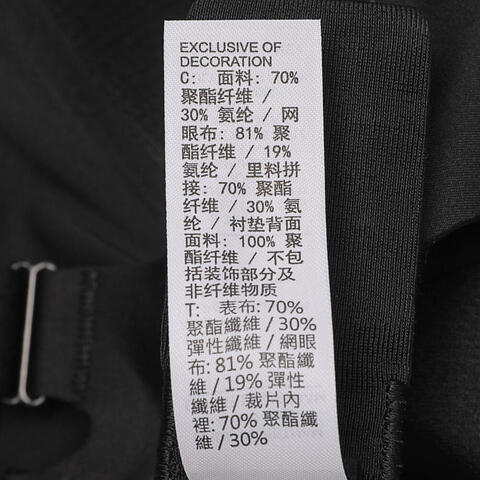 EXCLUSIVE OF
DECORATION
C: 面料: 70%
聚酯纤维 /
30% 氨纶 / 网
眼布: 81% 聚
酯纤维 / 19%
氨纶 / 里料拼
接: 70% 聚酯
纤维 / 30% 氨
纶 / 衬垫背面
面料: 100% 聚
酯纤维 / 不包
括装饰部分及
非纤维物质
T: 表布: 70%
聚酯纖維 / 30%
彈性纖維 / 網眼
布: 81% 聚酯纖
維 / 19% 彈性
纖維 / 裁片內
裡: 70% 聚酯纖
維 / 30%